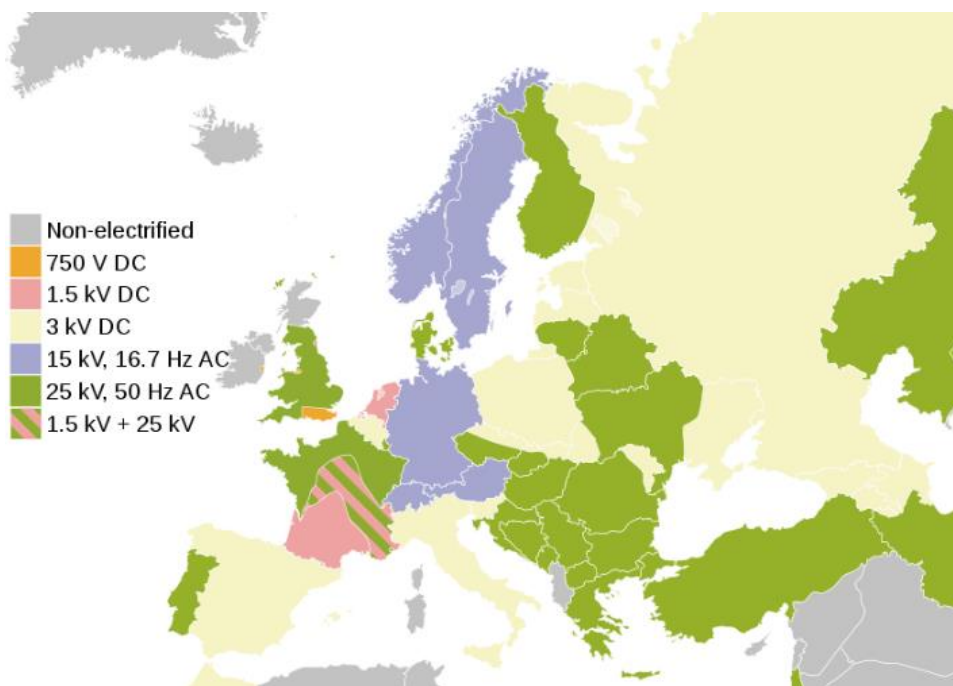 Non-electrified
750 V DC
1.5 kV DC
3 kV DC
15 kV, 16.7 Hz AC
25 kV, 50 Hz AC
1.5 kV + 25 kV